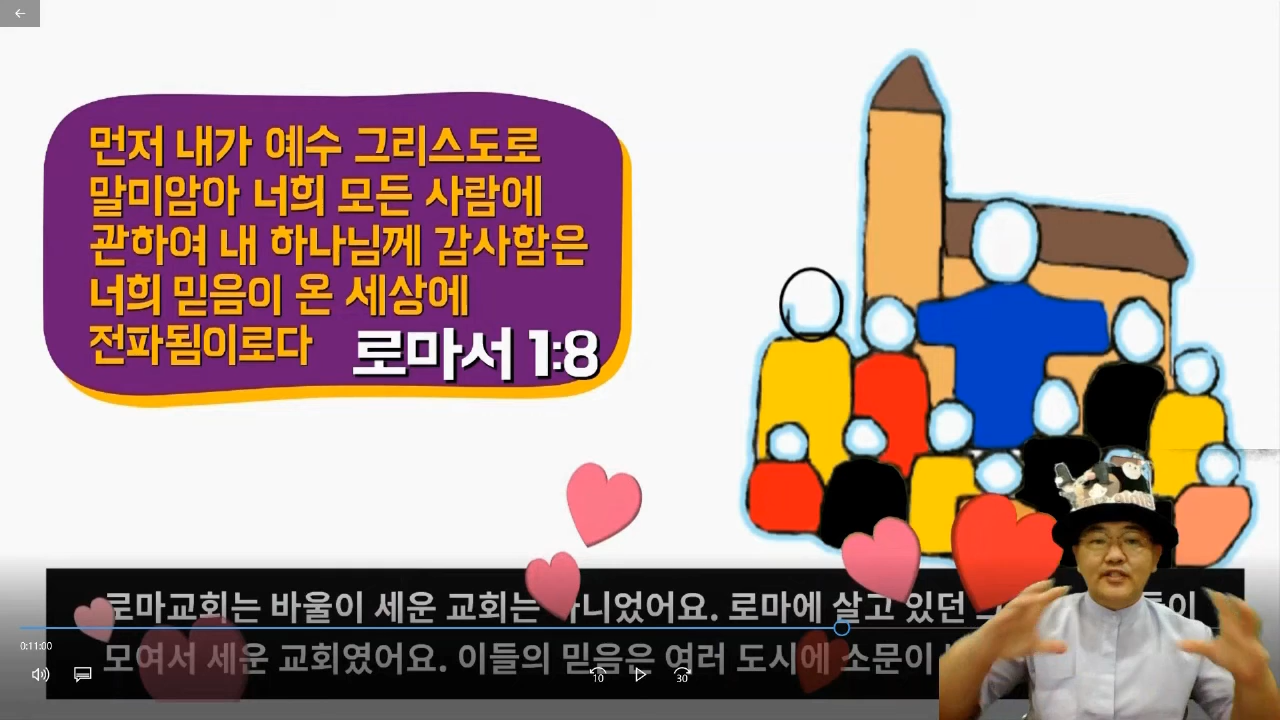 먼저 내가 예수 그리스도로
말미암아 너희 모든 사람에
관하여 내 하나님께 감사함은
너희 믿음이 온 세상에
전파됨이로다
로마서 1:8
로마교회는 바울이 세운 교회는 아니었어요. 로마에 살고 있던
모여서 세운 교회였어요. 이들의 믿음은 여러 도시에 소문이
0:11:00
10
30